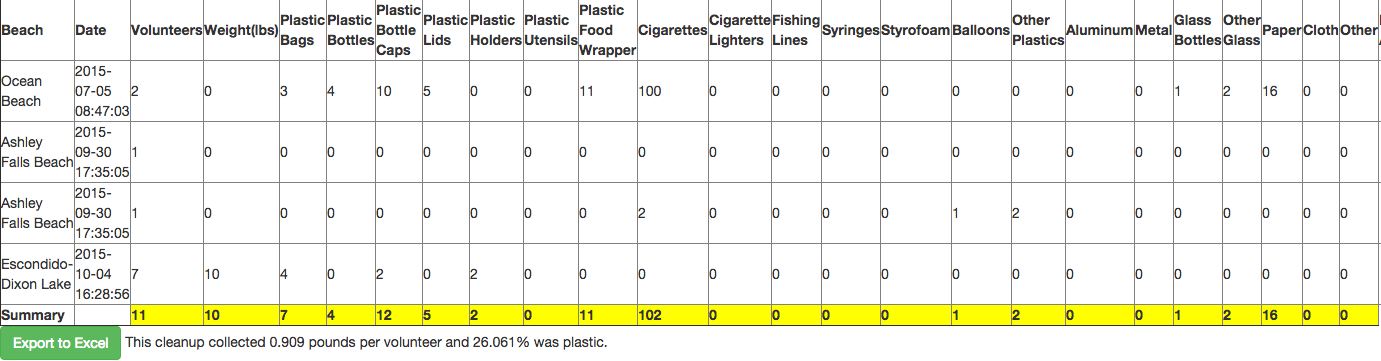 Beach Date Volunteers Weight(lbs) Plastic Bags Plastic Bottles Plastic Bottle Caps Plastic Lids Plastic Holders Plastic Utensils Plastic Food Wrapper Cigarettes Cigarette Lighters Fishing Lines Syringes Styrofoam Balloons Other Plastics Aluminum Metal Glass Bottles Other Glass Paper Cloth Other
Ocean Beach 2015-07-05 08:47:03 2 0 3 4 10 5 0 0 11 100 0 0 0 0 0 0 0 0 1 2 16 0 0
Ashley Falls Beach 2015-09-30 17:35:05 1 0 0 0 0 0 0 0 0 0 0 0 0 0 0 0 0 0 0 0 0 0 0
Ashley Falls Beach 2015-09-30 17:35:05 1 0 0 0 0 0 0 0 0 2 0 0 0 0 1 2 0 0 0 0 0 0 0
Escondido-Dixon Lake 2015-10-04 16:28:56 7 10 4 0 2 0 2 0 0 0 0 0 0 0 0 0 0 0 0 0 0 0 0
Summary 11 10 7 4 12 5 2 0 11 102 0 0 0 0 1 2 0 0 1 2 16 0 0
Export to Excel This cleanup collected 0.909 pounds per volunteer and 26.061% was plastic.